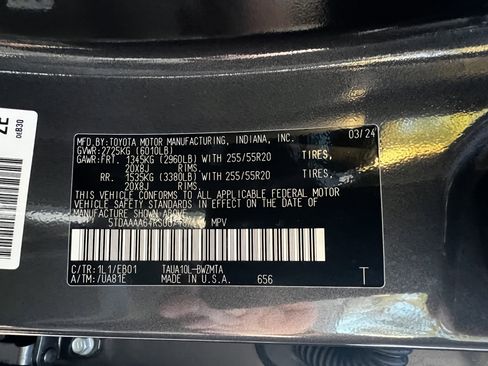 MFD.BY:TOYOTA MOTOR MANUFACTURING, INDIANA, INC. 03/24
GVWR:2725KG (6010LB)
GAWR:FRT. 1345KG (2960LB) WITH 255/55R20 TIRES,
20X8J RIMS.
RR. 1535KG (3380LB) WITH 255/55R20 TIRES,
20X8J RIMS.
THIS VEHICLE CONFORMS TO ALL APPLICABLE FEDERAL MOTOR
VEHICLE SAFETY STANDARDS IN EFFECT ON THE DATE OF
MANUFACTURE SHOWN ABOVE.
MPV
C/TR:1L1/EB01 TAUA10L-BWZMTA
A/TM:/UA81E MADE IN U.S.A. 656 T